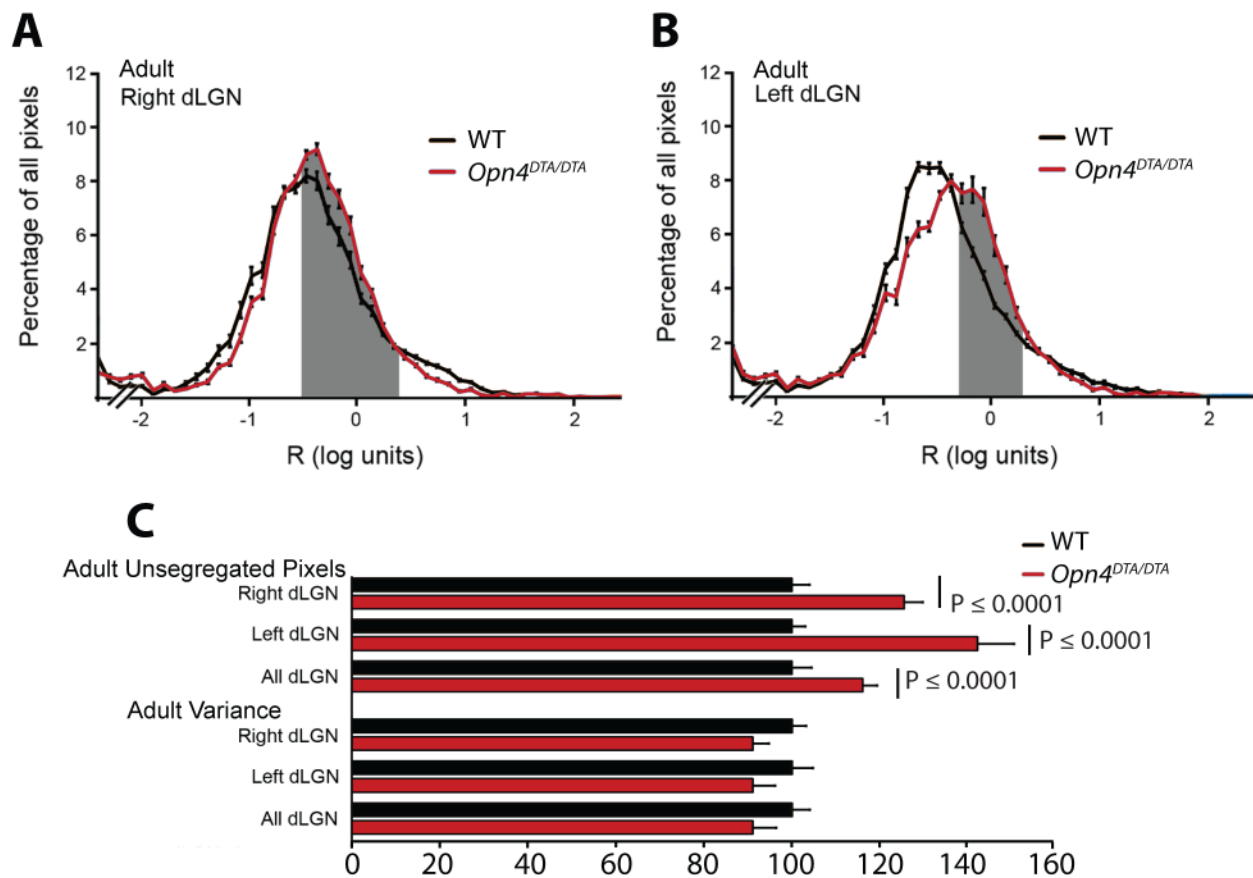 A
Adult
Right dLGN
WT
Opn4DTA/DTA
Percentage of all pixels
12
10
8
6
4
2
-2
-1
0
1
2
R (log units)
B
Adult
Left dLGN
WT
Opn4DTA/DTA
Percentage of all pixels
12
10
8
6
4
2
-2
-1
0
1
2
R (log units)
C
WT
Opn4DTA/DTA
Adult Unsegregated Pixels
Right dLGN
P ≤ 0.0001
Left dLGN
P ≤ 0.0001
All dLGN
P ≤ 0.0001
Adult Variance
Right dLGN
Left dLGN
All dLGN
0 20 40 60 80 100 120 140 160